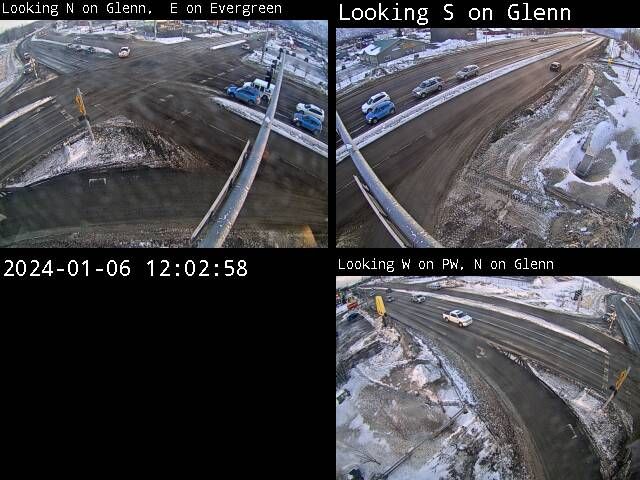 Looking N on Glenn,  E on Evergreen
Looking S on Glenn
2024-01-06 12:02:58
Looking W on PW, N on Glenn